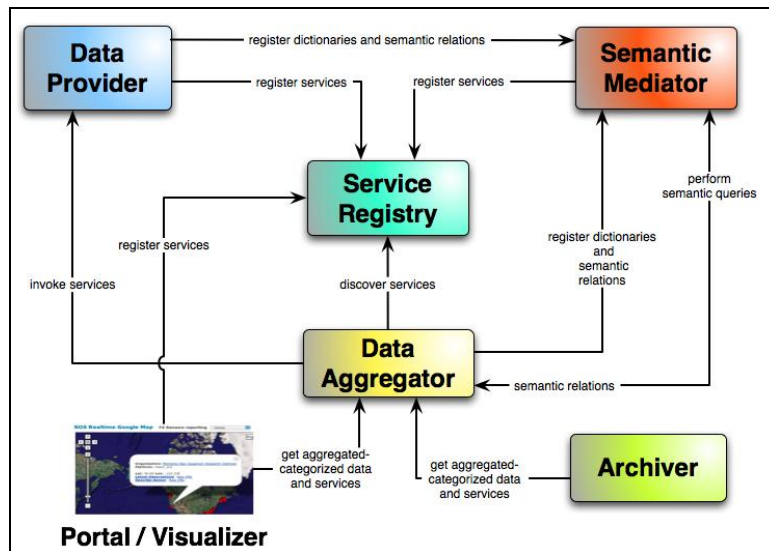 Data
Provider
register dictionaries and semantic relations
Semantic
Mediator
register services
register services
Service
Registry
perform
semantic queries
register services
register dictionaries
and
semantic
relations
invoke services
discover services
Data
Aggregator
semantic relations
SOS Realtime Google Map
get aggregated-
categorized data
and services
get aggregated-
categorized data
and services
Archiver
Portal / Visualizer